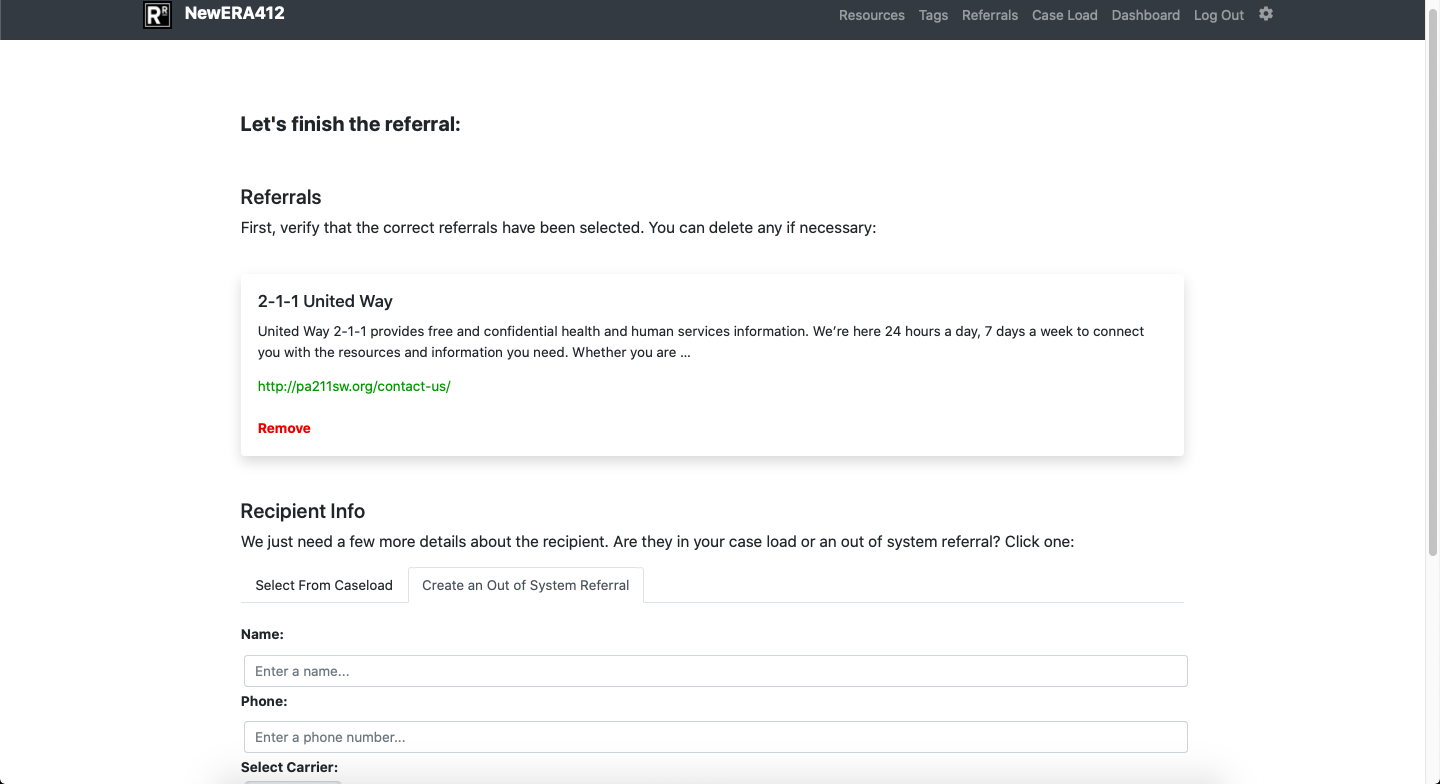 NewERA412
Resources Tags Referrals Case Load Dashboard Log Out
Let's finish the referral:
Referrals
First, verify that the correct referrals have been selected. You can delete any if necessary:
2-1-1 United Way
United Way 2-1-1 provides free and confidential health and human services information. We’re here 24 hours a day, 7 days a week to connect
you with the resources and information you need. Whether you are ...
http://pa211sw.org/contact-us/
Remove
Recipient Info
We just need a few more details about the recipient. Are they in your case load or an out of system referral? Click one:
Select From Caseload Create an Out of System Referral
Name:
Enter a name...
Phone:
Enter a phone number...
Select Carrier: